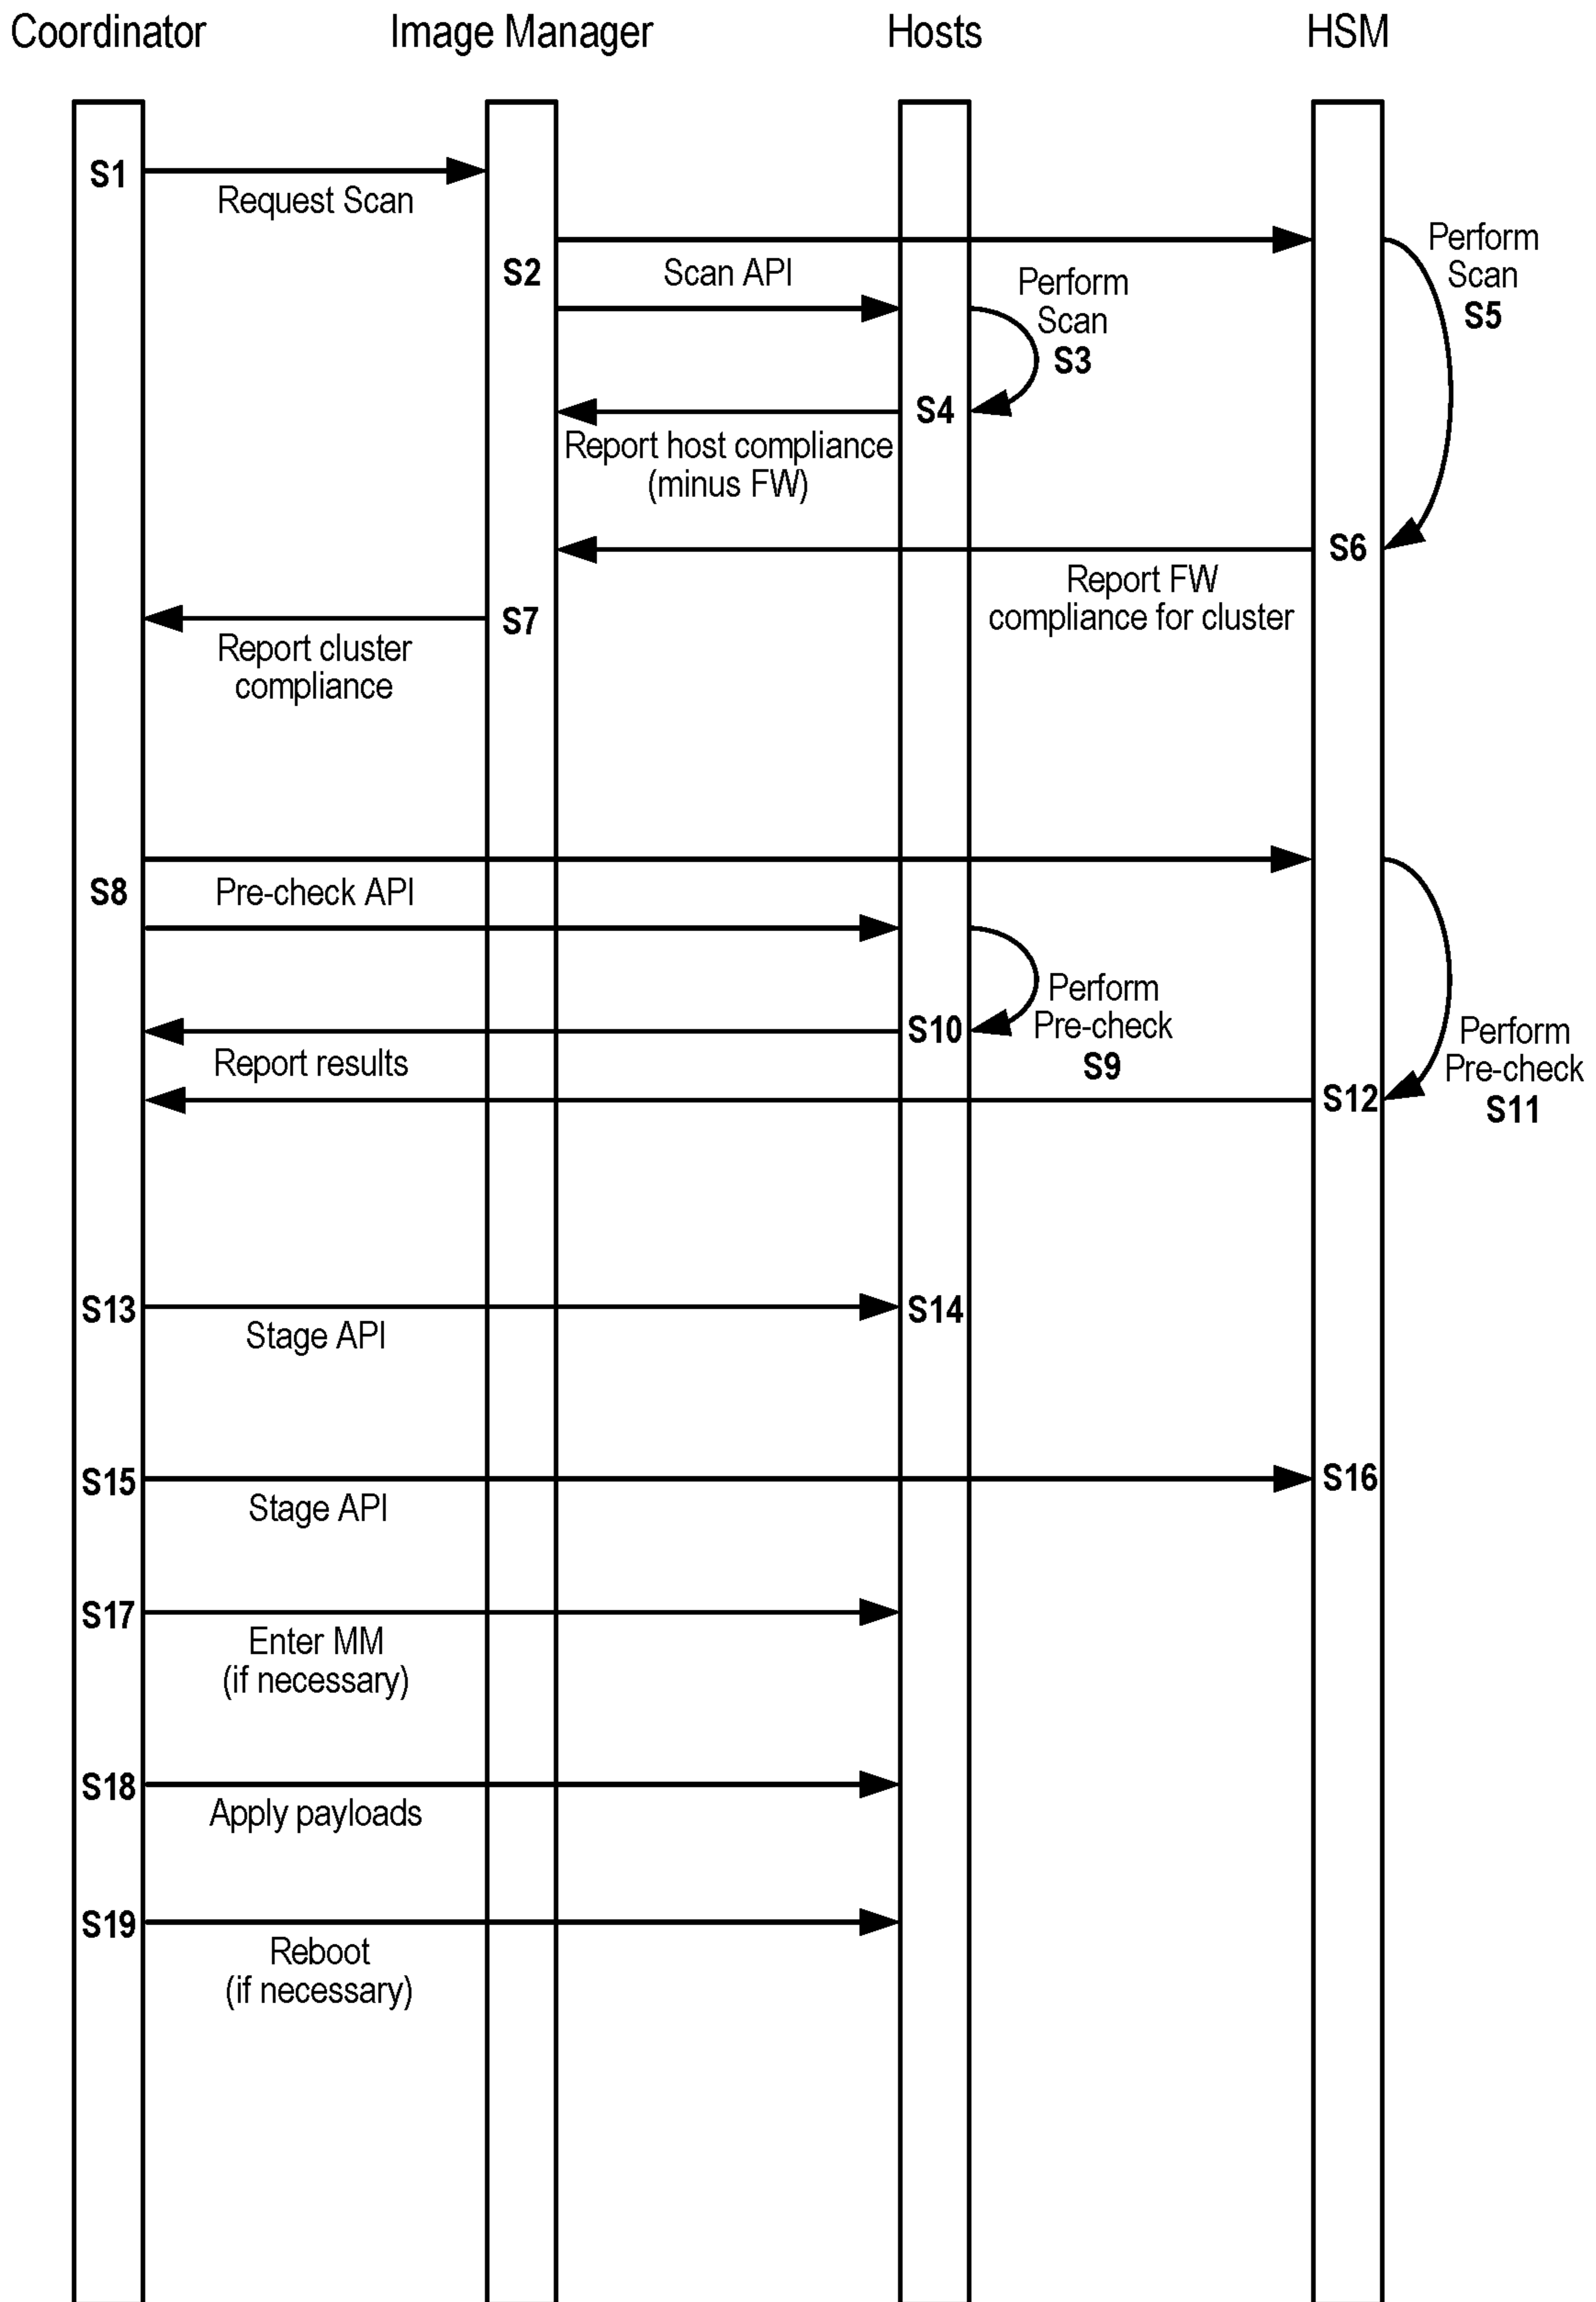 Coordinator
Image Manager
Hosts
HSM
S1
Request Scan
S2
Scan API
Perform
Scan
S3
Perform
Scan
S5
S4
Report host compliance
(minus FW)
S6
Report FW
compliance for cluster
S7
Report cluster
compliance
S8
Pre-check API
Perform
Pre-check
S9
S10
Report results
Perform
Pre-check
S11
S12
S13
Stage API
S14
S15
Stage API
S16
S17
Enter MM
(if necessary)
S18
Apply payloads
S19
Reboot
(if necessary)